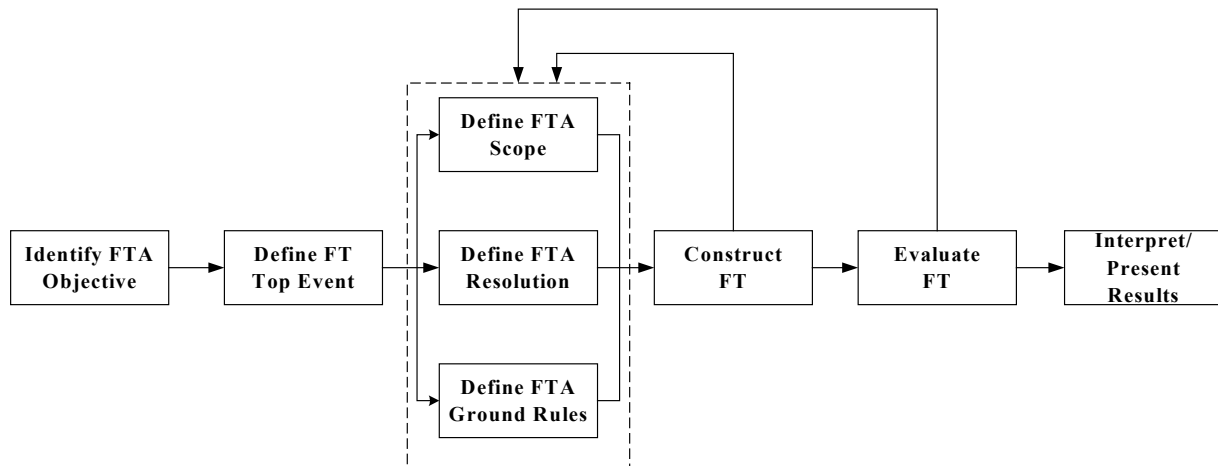 Define FTA
Scope
Identify FTA
Objective
Define FT
Top Event
Define FTA
Resolution
Construct
FT
Evaluate
FT
Interpret/
Present
Results
Define FTA
Ground Rules